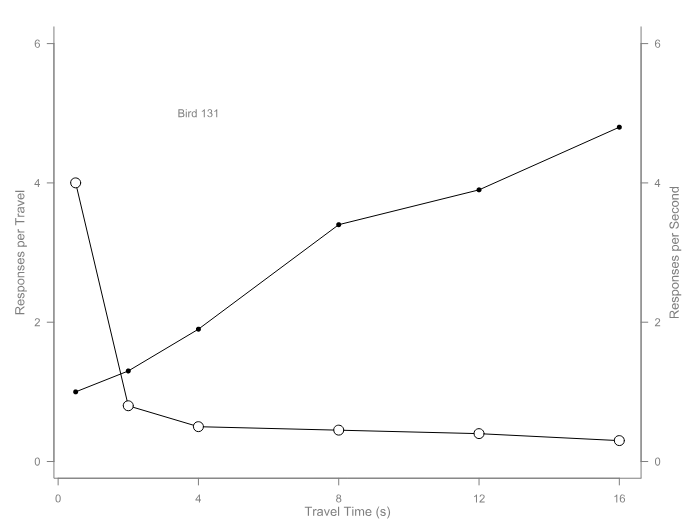 6
6
Bird 131
4
4
Responses per Travel
Responses per Second
2
2
0
0
0 4 8 12 16
Travel Time (s)